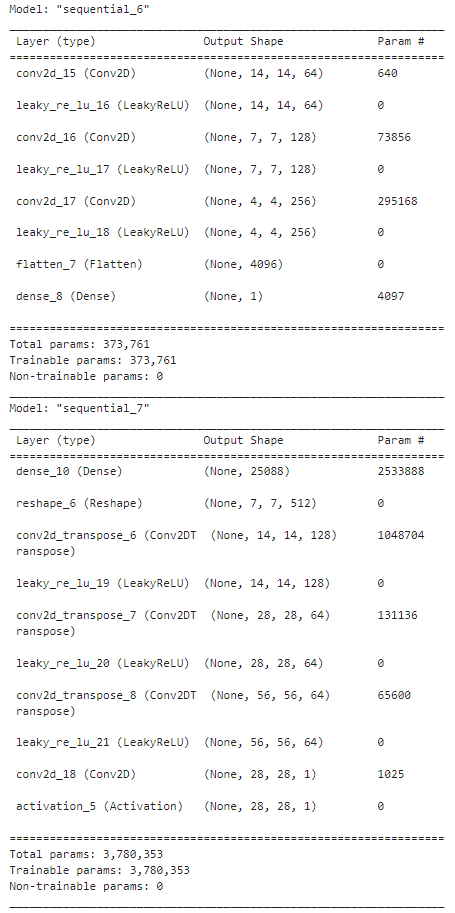 Model: "sequential_6"
_________________________________________________________________
Layer (type) Output Shape Param #
=================================================================
conv2d_15 (Conv2D) (None, 14, 14, 64) 640
leaky_re_lu_16 (LeakyReLU) (None, 14, 14, 64) 0
conv2d_16 (Conv2D) (None, 7, 7, 128) 73856
leaky_re_lu_17 (LeakyReLU) (None, 7, 7, 128) 0
conv2d_17 (Conv2D) (None, 4, 4, 256) 295168
leaky_re_lu_18 (LeakyReLU) (None, 4, 4, 256) 0
flatten_7 (Flatten) (None, 4096) 0
dense_8 (Dense) (None, 1) 4097
=================================================================
Total params: 373,761
Trainable params: 373,761
Non-trainable params: 0
_________________________________________________________________
Model: "sequential_7"
_________________________________________________________________
Layer (type) Output Shape Param #
=================================================================
dense_10 (Dense) (None, 25088) 2533888
reshape_6 (Reshape) (None, 7, 7, 512) 0
conv2d_transpose_6 (Conv2DT (None, 14, 14, 128) 1048704
ranspose)
leaky_re_lu_19 (LeakyReLU) (None, 14, 14, 128) 0
conv2d_transpose_7 (Conv2DT (None, 28, 28, 64) 131136
ranspose)
leaky_re_lu_20 (LeakyReLU) (None, 28, 28, 64) 0
conv2d_transpose_8 (Conv2DT (None, 56, 56, 64) 65600
ranspose)
leaky_re_lu_21 (LeakyReLU) (None, 56, 56, 64) 0
conv2d_18 (Conv2D) (None, 28, 28, 1) 1025
activation_5 (Activation) (None, 28, 28, 1) 0
=================================================================
Total params: 3,780,353
Trainable params: 3,780,353
Non-trainable params: 0
_________________________________________________________________